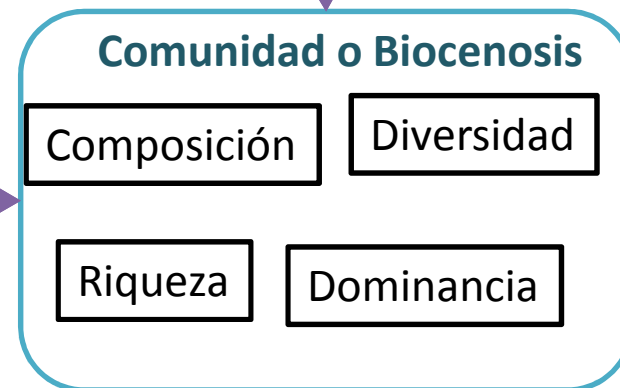 Comunidad o Biocenosis
Composición
Diversidad
Riqueza
Dominancia